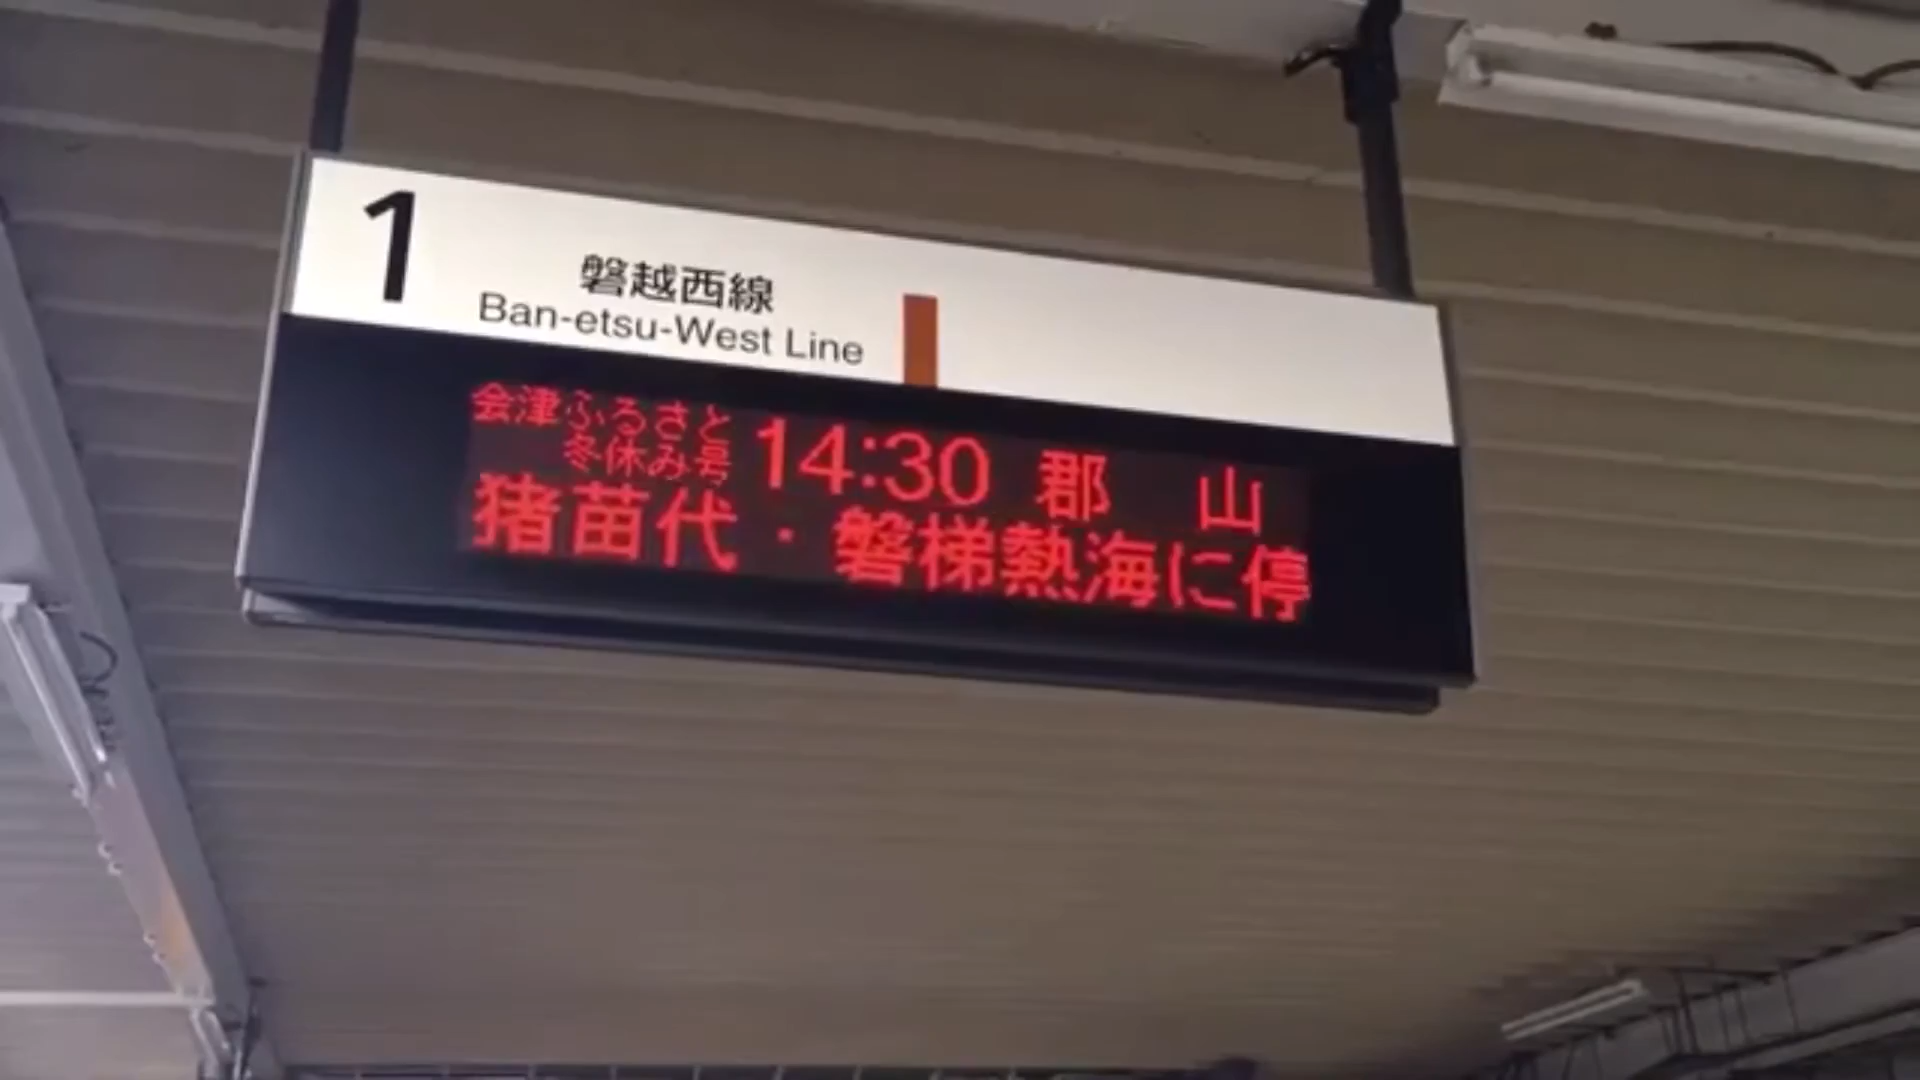 1
磐越西線
Ban-etsu-West Line
会津ふるさと
冬休み号
14:30 郡 山
猪苗代・磐梯熱海に停